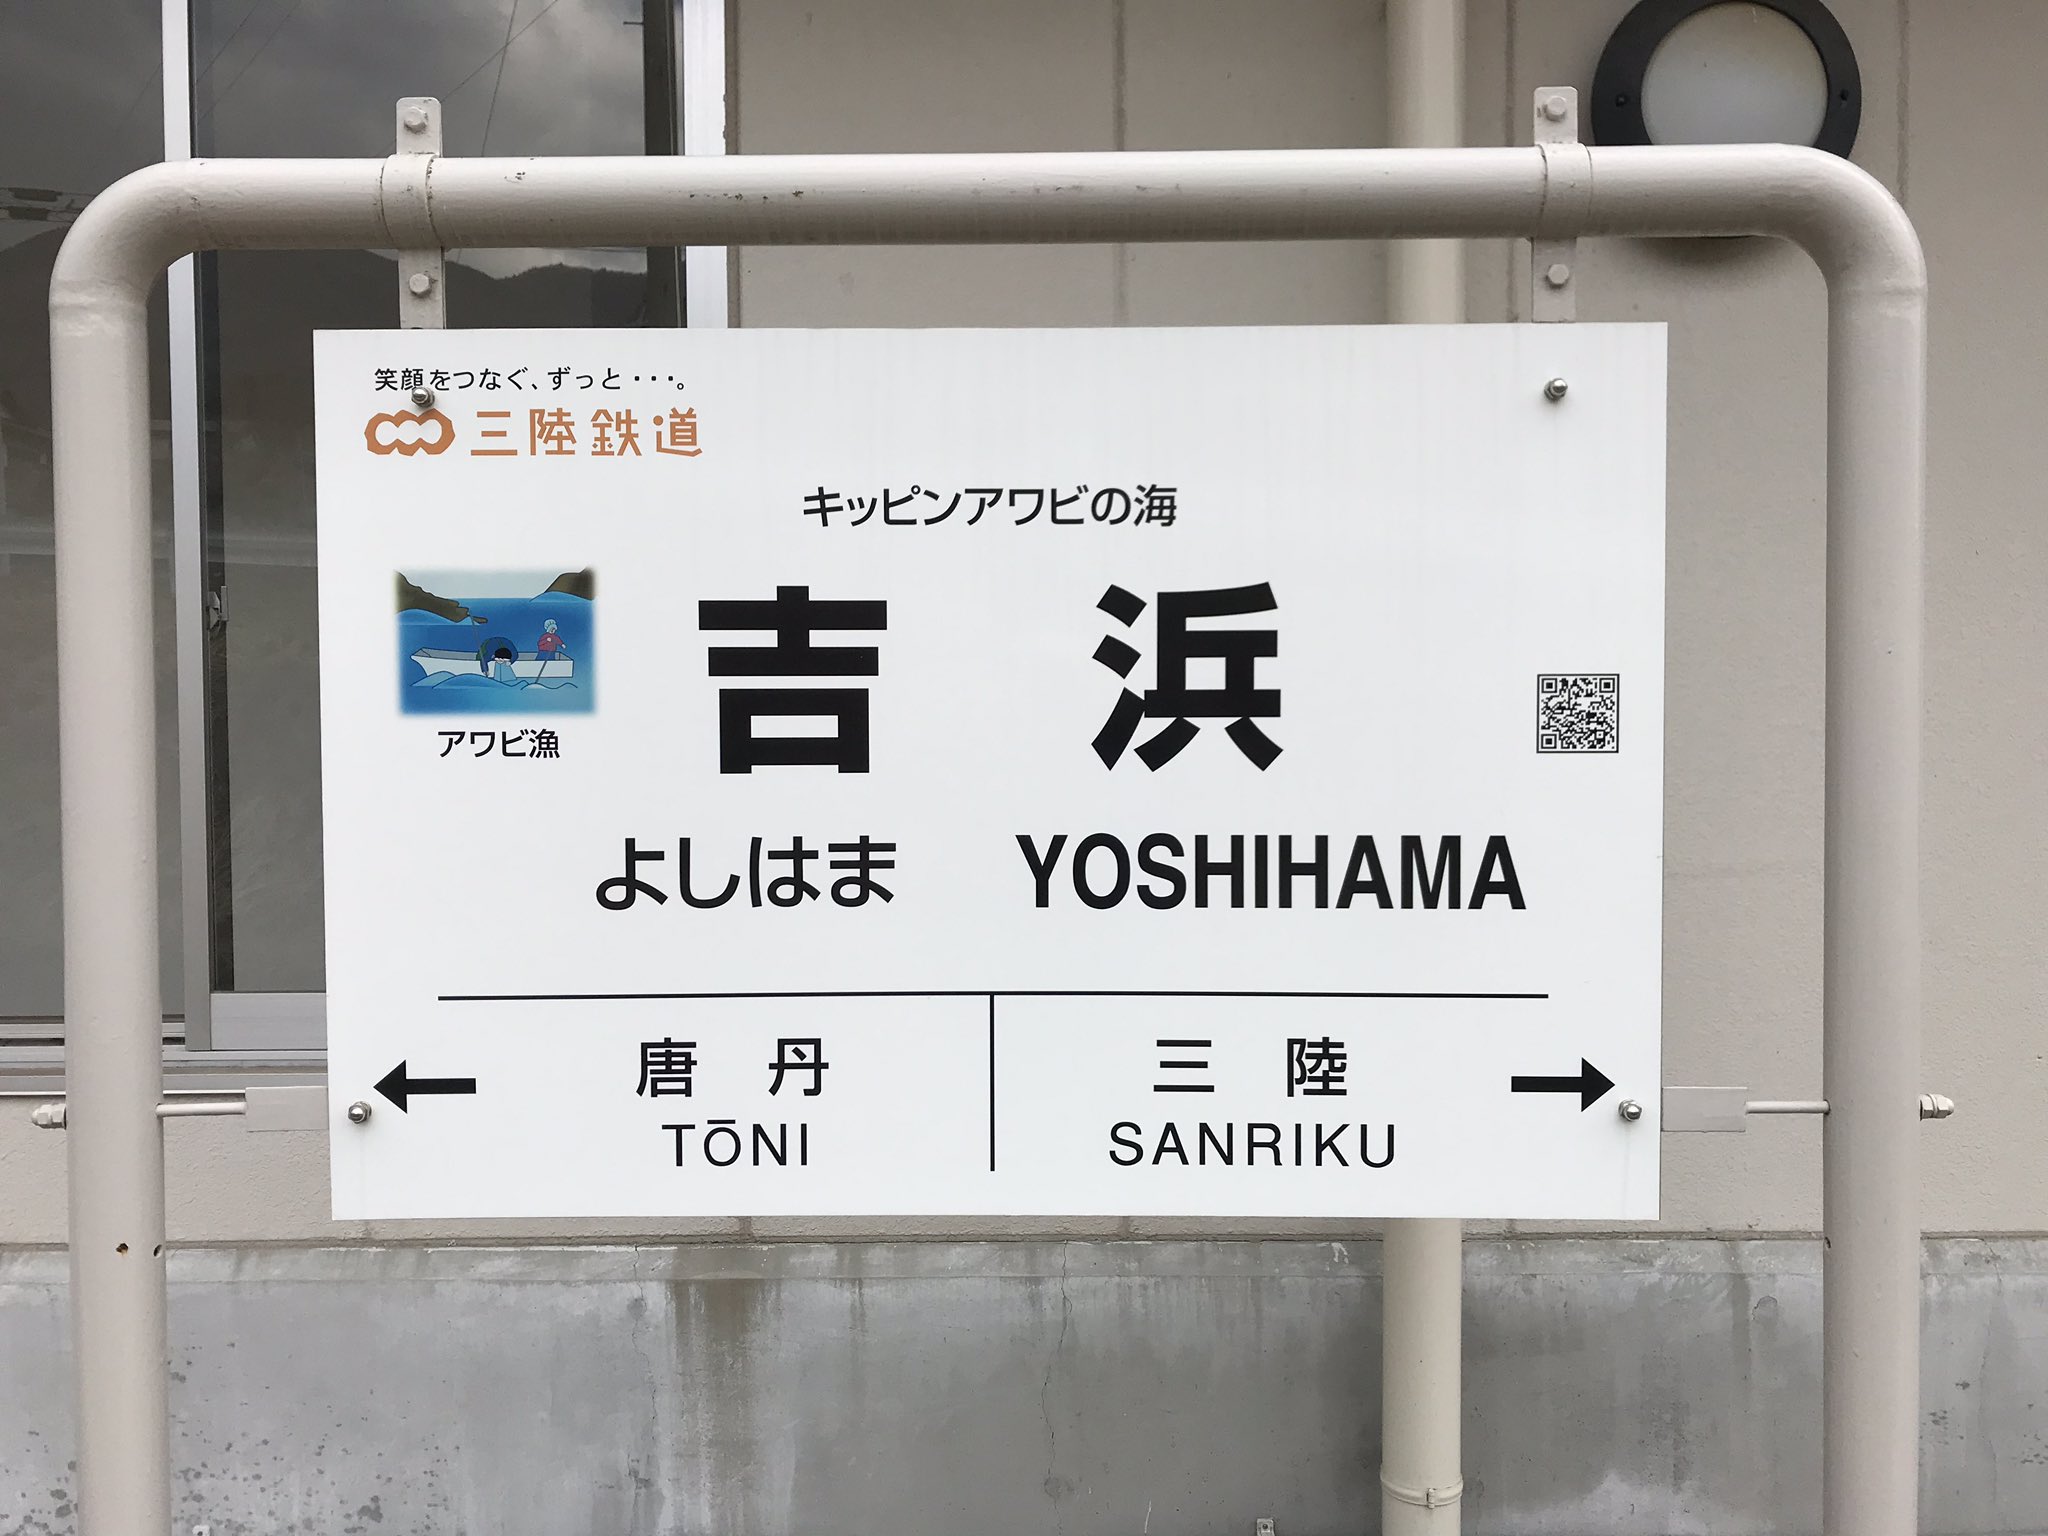 笑顔をつなぐ、ずっと・・・。
三陸鉄道
キッピンアワビの海
吉 浜
アワビ漁
よしはま YOSHIHAMA
唐 丹 三 陸
TŌNI SANRIKU